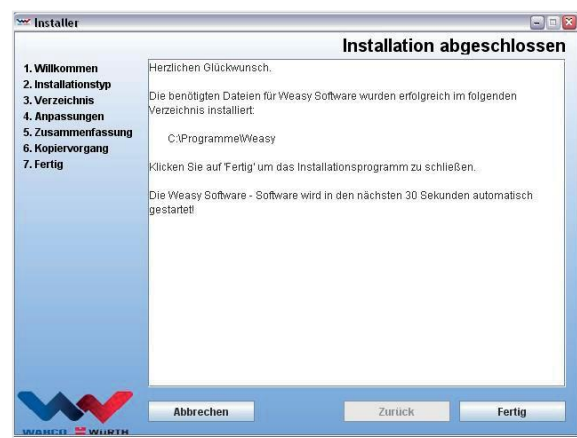 Installer
Installation abgeschlossen
1. Willkommen
2. Installationstyp
3. Verzeichnis
4. Anpassungen
5. Zusammenfassung
6. Kopiervorgang
7. Fertig
Herzlichen Glückwunsch.
Die benötigten Dateien für Weasy Software wurden erfolgreich im folgenden
Verzeichnis installiert:
C:\Programme\Weasy
Klicken Sie auf 'Fertig' um das Installationsprogramm zu schließen.
Die Weasy Software - Software wird in den nächsten 30 Sekunden automatisch
gestartet!
Abbrechen
Zurück
Fertig
WABCO WÜRTH